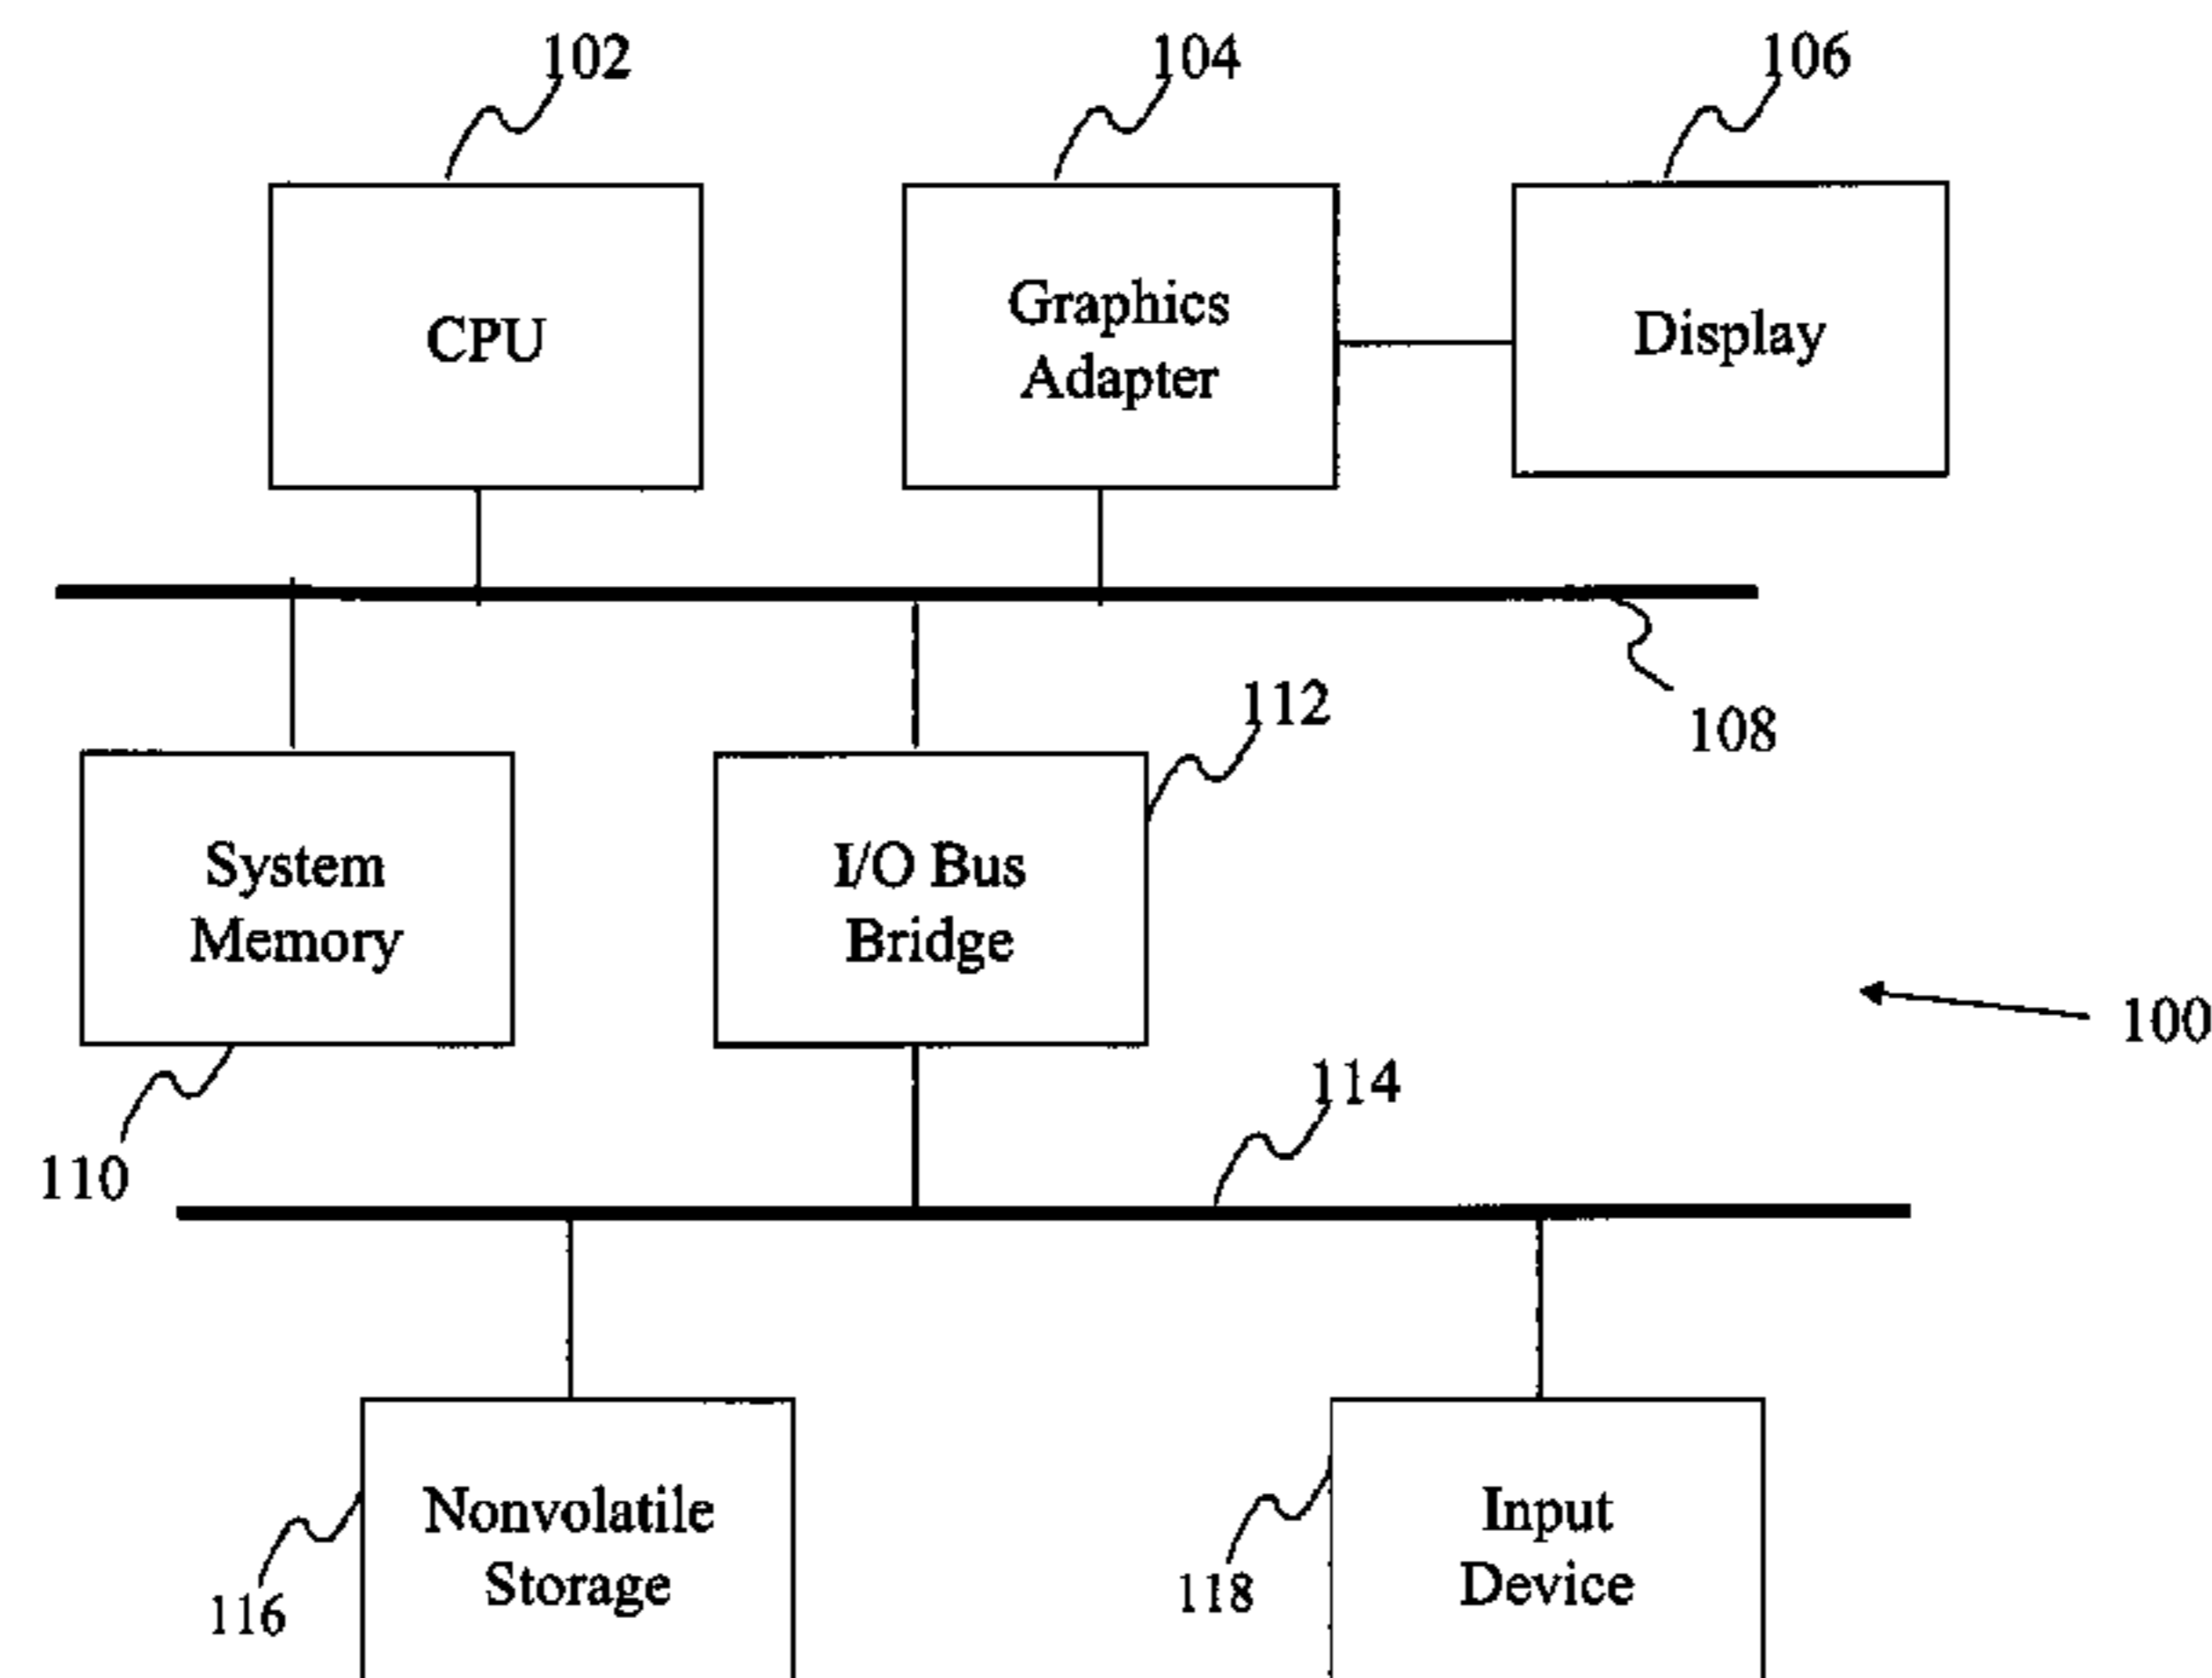 102
104
106
CPU
Graphics
Adapter
Display
108
112
System
Memory
I/O Bus
Bridge
100
110
114
Nonvolatile
Storage
116
Input
Device
118